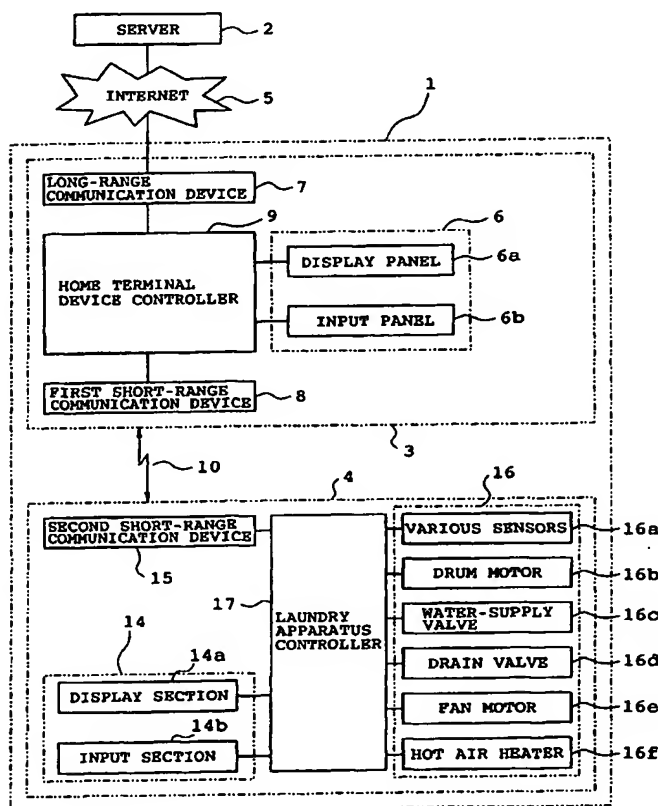 SERVER
2
INTERNET
5
1
LONG-RANGE
COMMUNICATION DEVICE
7
9
6
HOME TERMINAL
DEVICE CONTROLLER
DISPLAY PANEL
6a
INPUT PANEL
6b
FIRST SHORT-RANGE
COMMUNICATION DEVICE
8
3
10
4
16
SECOND SHORT-RANGE
COMMUNICATION DEVICE
15
VARIOUS SENSORS
16a
DRUM MOTOR
16b
17
LAUNDRY
APPARATUS
CONTROLLER
WATER-SUPPLY
VALVE
16c
14
14a
DRAIN VALVE
16d
DISPLAY SECTION
14b
FAN MOTOR
16e
INPUT SECTION
HOT AIR HEATER
16f